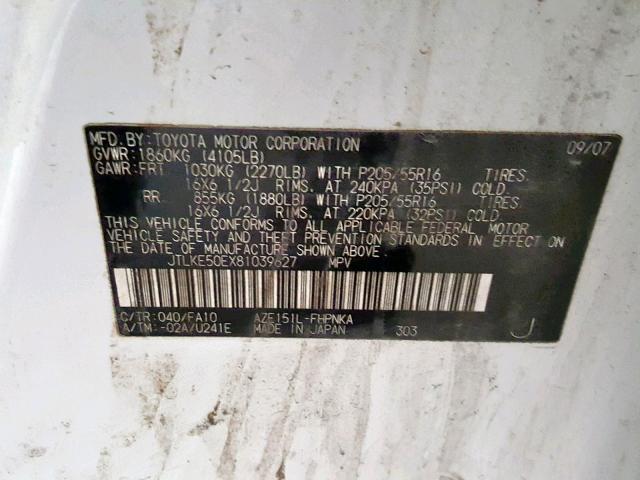 MFD. BY: TOYOTA MOTOR CORPORATION 09/07
GVWR: 1860KG (4105LB)
GAWR: FRT 1030KG (2270LB) WITH P205/55R16 TIRES.
16X6 1/2J RIMS. AT 240KPA (35PSI) COLD.
RR 855KG (1880LB) WITH P205/55R16 TIRES.
16X6 1/2J RIMS. AT 220KPA (32PSI) COLD
THIS VEHICLE CONFORMS TO ALL APPLICABLE FEDERAL MOTOR
VEHICLE SAFETY AND THEFT PREVENTION STANDARDS IN EFFECT
ON THE DATE OF MANUFACTURE SHOWN ABOVE.
JTLKE50EX81039627 MPV
C/TR: 040/FA10 AZE151L-FHPNKA
A/TM: -02A/U241E MADE IN JAPAN 303 J